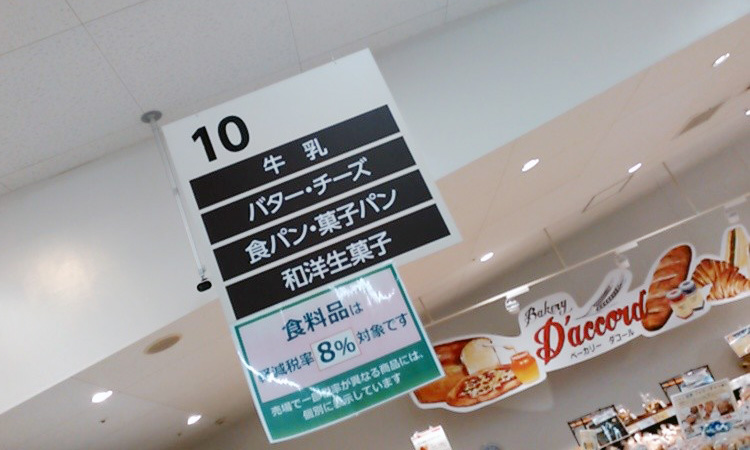 10
牛乳
バター・チーズ
食パン・菓子パン
和洋生菓子
食料品は
軽減税率8%対象です
売場で一部税率が異なる商品には、
個別に表示しています
Bakery
D'accord
ベーカリー ダコール